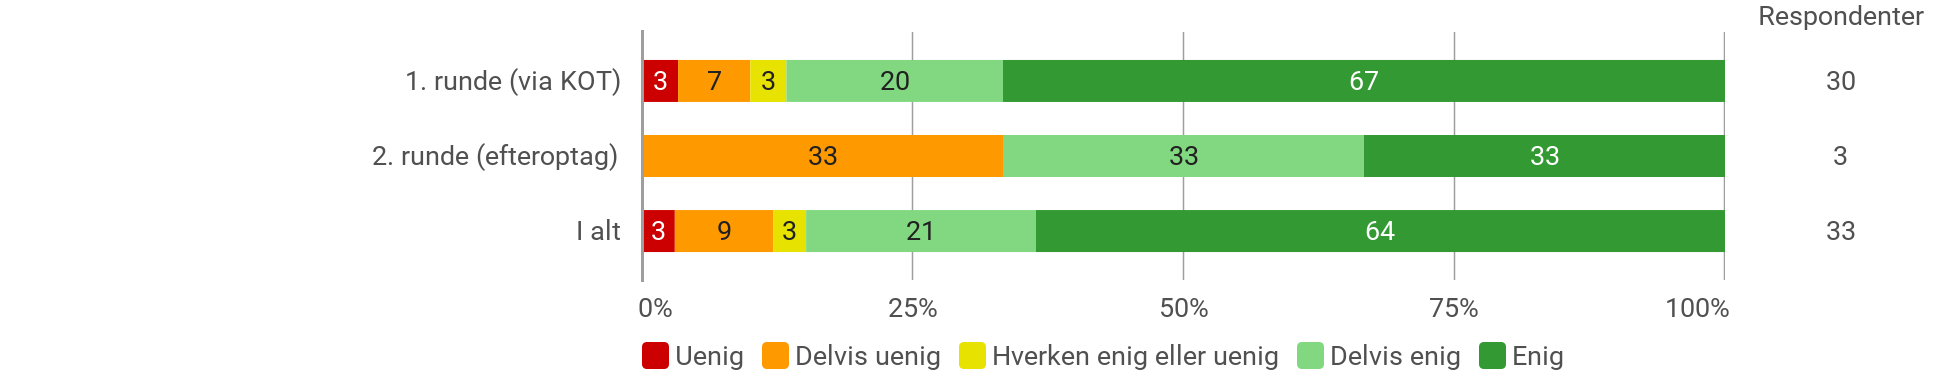 Respondenter
1. runde (via KOT) 3 7 3 20 67 30
2. runde (efteroptag) 33 33 33 3
I alt 3 9 3 21 64 33
0% 25% 50% 75% 100%
Uenig Delvis uenig Hverken enig eller uenig Delvis enig Enig